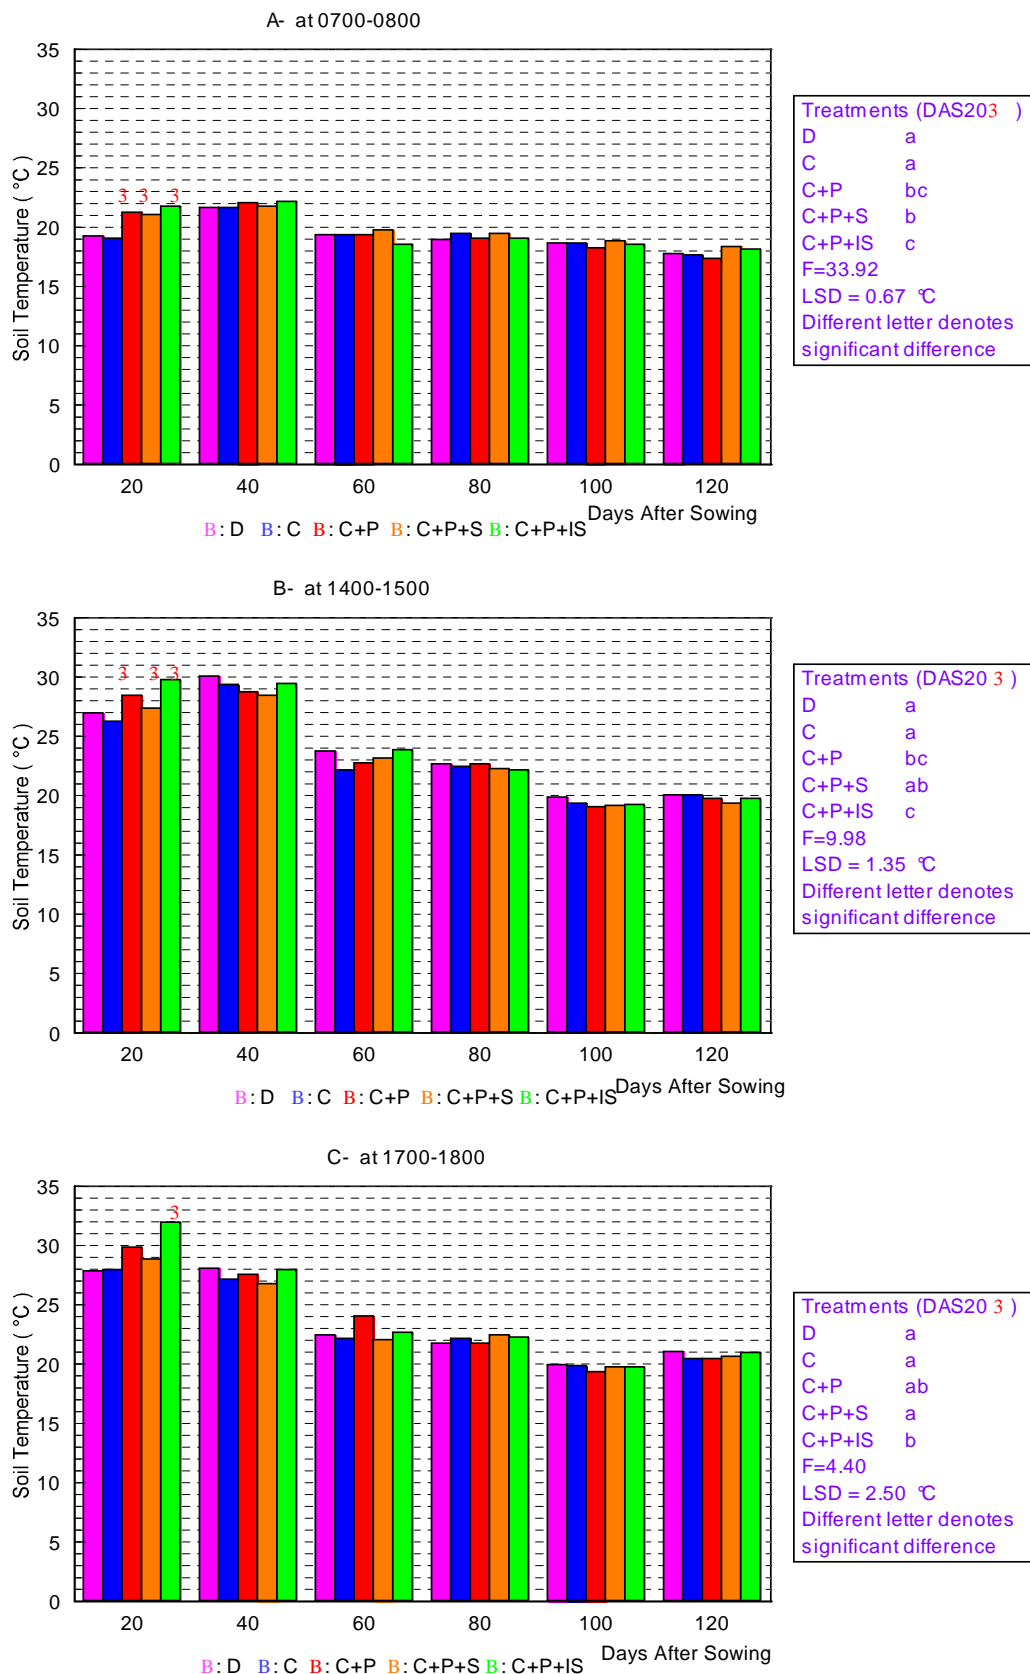 A- at 0700-0800
35
30
25
20
15
10
5
0
Soil Temperature ( °C)
3 3 3
20 40 60 80 100 120
Days After Sowing
B: D B: C B: C+P B: C+P+S B: C+P+IS
Treatments (DAS203 )
D a
C a
C+P bc
C+P+S b
C+P+IS c
F=33.92
LSD = 0.67 °C
Different letter denotes
significant difference
B- at 1400-1500
35
30
25
20
15
10
5
0
Soil Temperature ( °C)
3 3 3
20 40 60 80 100 120
Days After Sowing
B: D B: C B: C+P B: C+P+S B: C+P+IS
Treatments (DAS20 3 )
D a
C a
C+P bc
C+P+S ab
C+P+IS c
F=9.98
LSD = 1.35 °C
Different letter denotes
significant difference
C- at 1700-1800
35
30
25
20
15
10
5
0
Soil Temperature ( °C)
3
20 40 60 80 100 120
Days After Sowing
B: D B: C B: C+P B: C+P+S B: C+P+IS
Treatments (DAS20 3 )
D a
C a
C+P ab
C+P+S a
C+P+IS b
F=4.40
LSD = 2.50 °C
Different letter denotes
significant difference